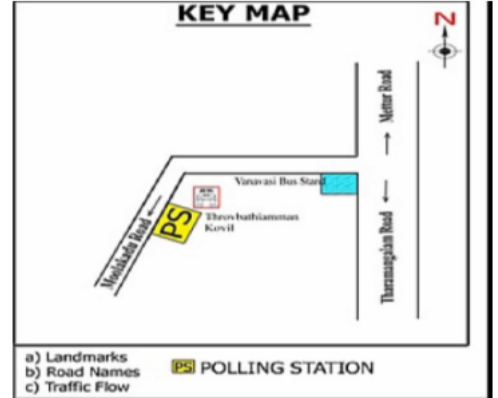 KEY MAP
N
Mettur Road
Vanavasi Bus Stand
Throvbathiamman
Kovil
PS
Moolakadu Road
Tharamangalam Road
a) Landmarks
b) Road Names
c) Traffic Flow
PS POLLING STATION